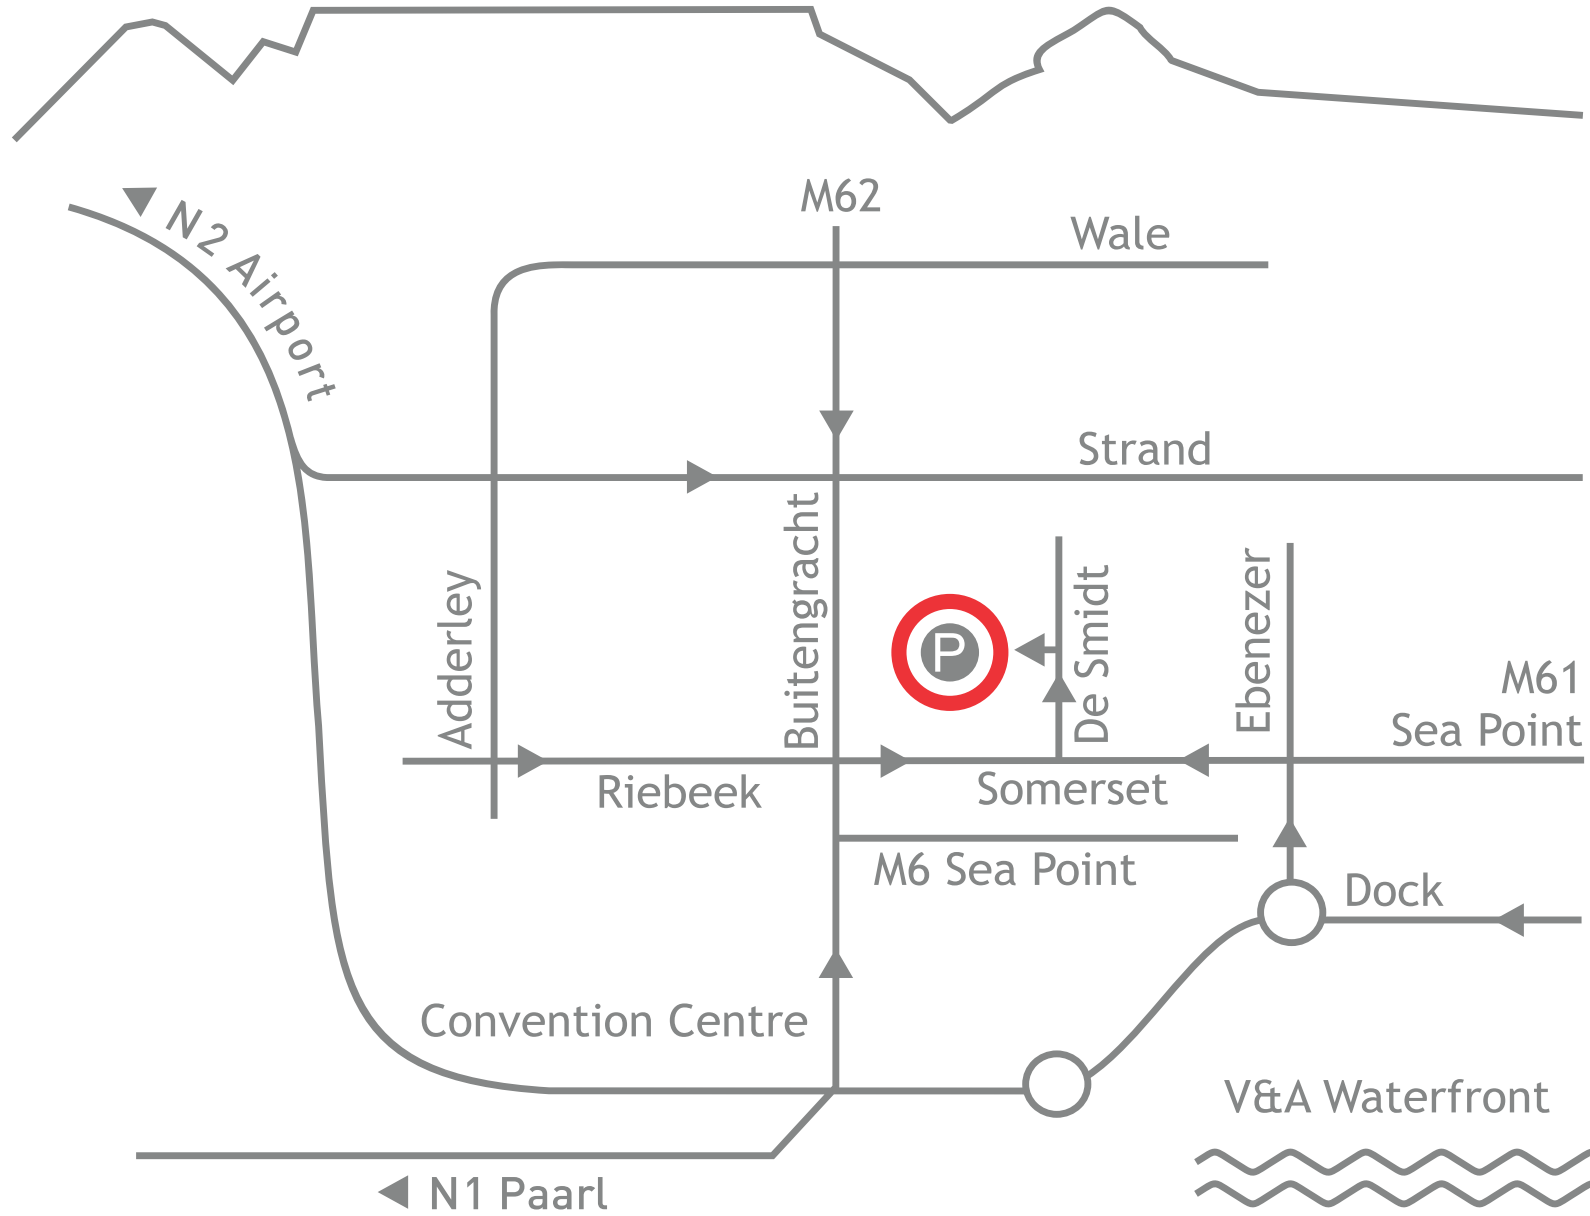 M62
Wale
N2 Airport
Strand
Buitengracht
De Smidt
Ebenezer
Adderley
P
M61
Sea Point
Riebeek
Somerset
M6 Sea Point
Dock
Convention Centre
V&A Waterfront
N1 Paarl